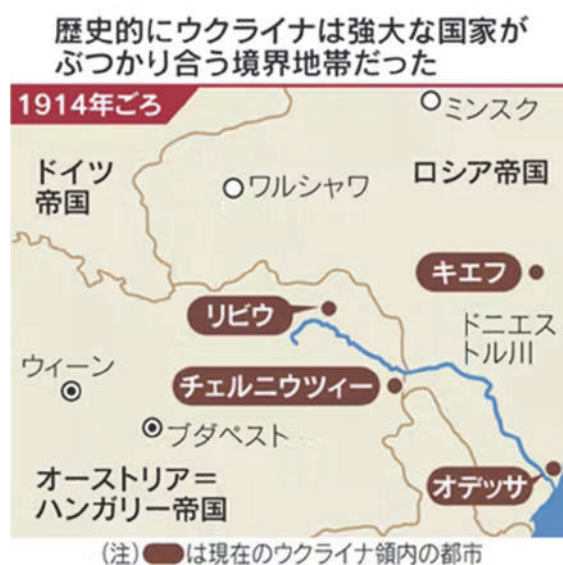 歴史的にウクライナは強大な国家が
ぶつかり合う境界地帯だった
1914年ごろ
ミンスク
ドイツ
帝国
ワルシャワ
ロシア帝国
キエフ
リビウ
ドニエス
トル川
ウィーン
チェルニウツィー
ブダペスト
オーストリア＝
ハンガリー帝国
オデッサ
(注)は現在のウクライナ領内の都市